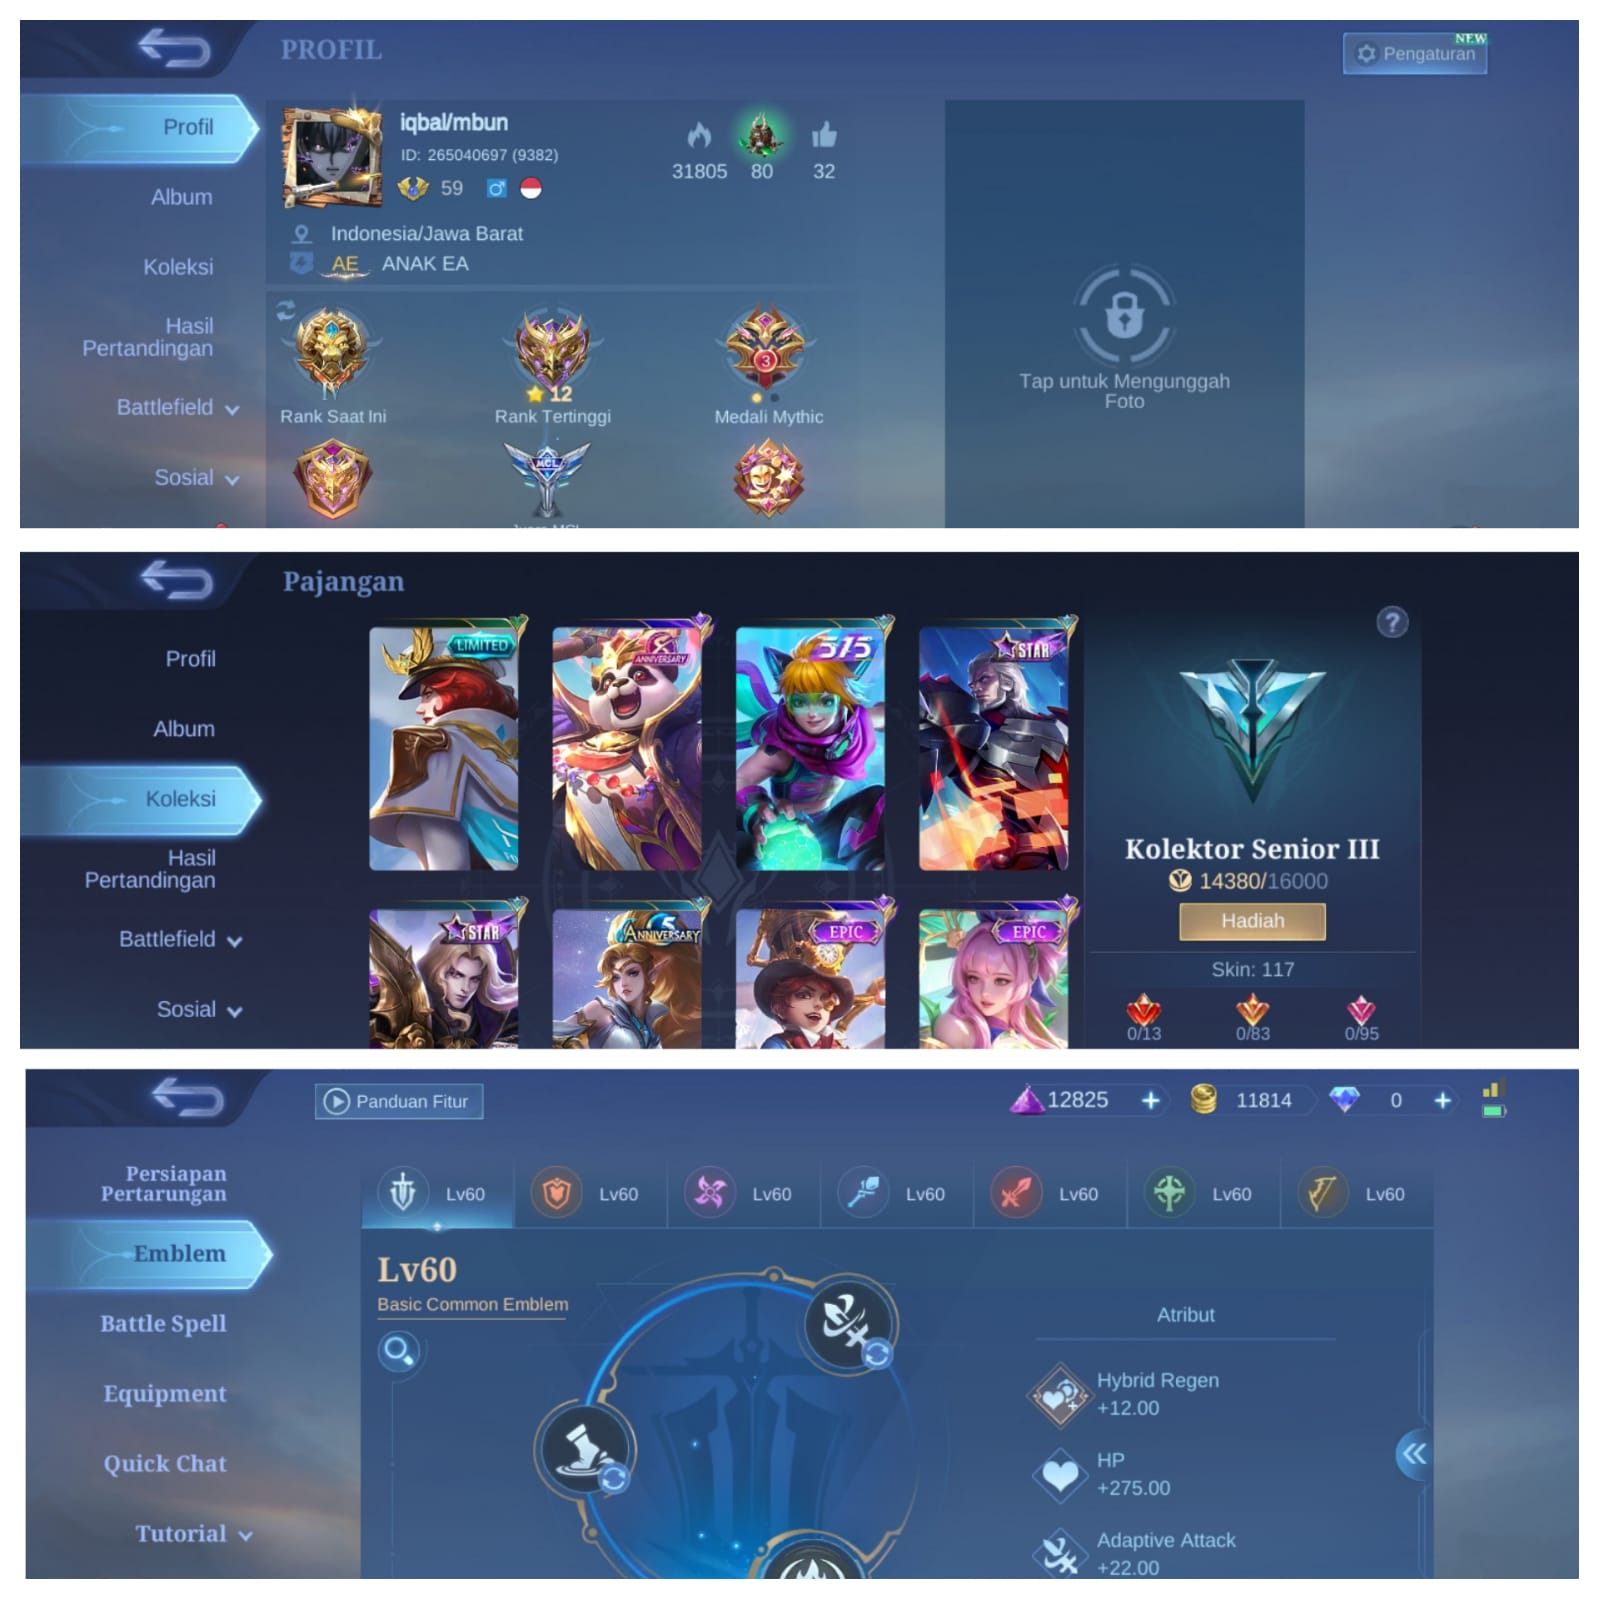 PROFIL
NEW
Pengaturan
Profil
Album
Koleksi
Hasil
Pertandingan
Battlefield
Sosial
iqbal/mbun
ID: 265040697 (9382)
59
31805
80
32
Indonesia/Jawa Barat
AE ANAK EA
IV
12
3
Rank Saat Ini
Rank Tertinggi
Medali Mythic
MCL
Tap untuk Mengunggah
Foto
Pajangan
Profil
Album
Koleksi
Hasil
Pertandingan
Battlefield
Sosial
LIMITED
ANNIVERSARY
515
STAR
STAR
5
ANNIVERSARY
EPIC
EPIC
?
Kolektor Senior III
14380/16000
Hadiah
Skin: 117
0/13
0/83
0/95
Panduan Fitur
12825
11814
0
Persiapan
Pertarungan
Emblem
Battle Spell
Equipment
Quick Chat
Tutorial
Lv60
Lv60
Lv60
Lv60
Lv60
Lv60
Lv60
Lv60
Basic Common Emblem
Atribut
Hybrid Regen
+12.00
HP
+275.00
Adaptive Attack
+22.00